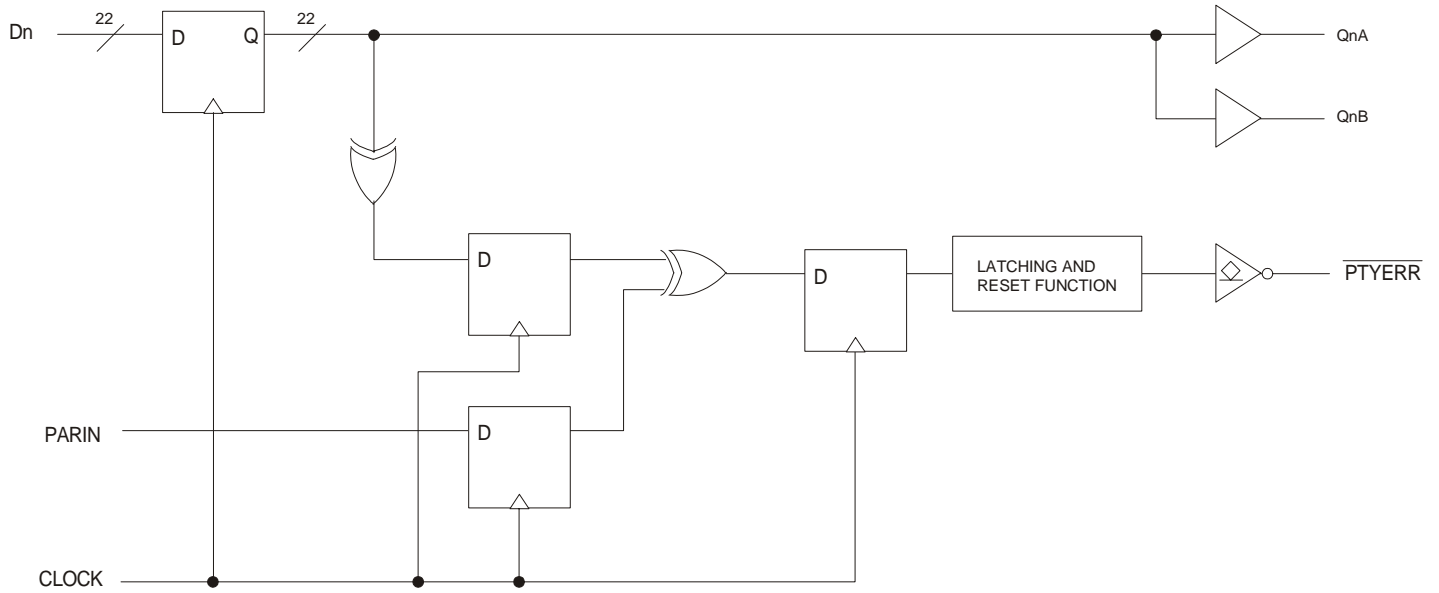 22
22
Dn
D
Q
QnA
QnB
D
D
LATCHING AND
RESET FUNCTION
PTYERR
PARIN
D
CLOCK